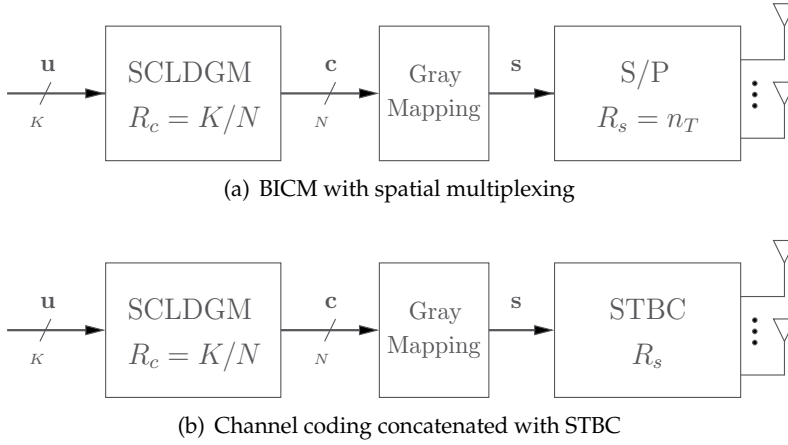 u SCLDGM c Gray s S/P
K R_c = K/N N Mapping R_s = n_T
(a) BICM with spatial multiplexing
u SCLDGM c Gray s STBC
K R_c = K/N N Mapping R_s
(b) Channel coding concatenated with STBC